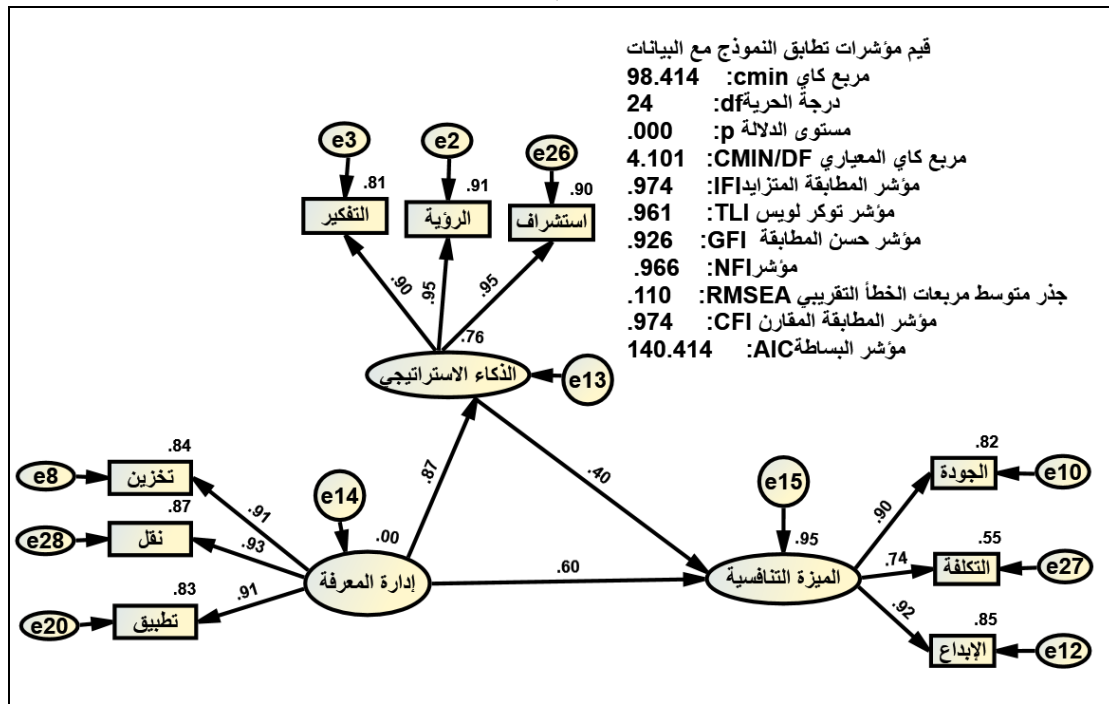 قيم مؤشرات تطابق النموذج مع البيانات
مربع كاي cmin: 98.414
درجة الحريةdf: 24
مستوى الدلالة p: .000
مربع كاي المعياري CMIN/DF: 4.101
مؤشر المطابقة المتزايدIFI: .974
مؤشر توكر لويس TLI: .961
مؤشر حسن المطابقة GFI: .926
مؤشرNFI: .966
جذر متوسط مربعات الخطأ التقريبي RMSEA: .110
مؤشر المطابقة المقارن CFI: .974
مؤشر البساطةAIC: 140.414
e3
e2
e26
.81
.91
.90
التفكير
الرؤية
استشراف
.90
.95
.95
.76
الذكاء الاستراتيجي
e13
.84
e8
تخزين
.87
e28
نقل
.83
e20
تطبيق
.91
.93
.91
e14
.00
إدارة المعرفة
.87
.40
.60
e15
.95
الميزة التنافسية
.90
.74
.92
.82
الجودة
e10
.55
التكلفة
e27
.85
الإبداع
e12